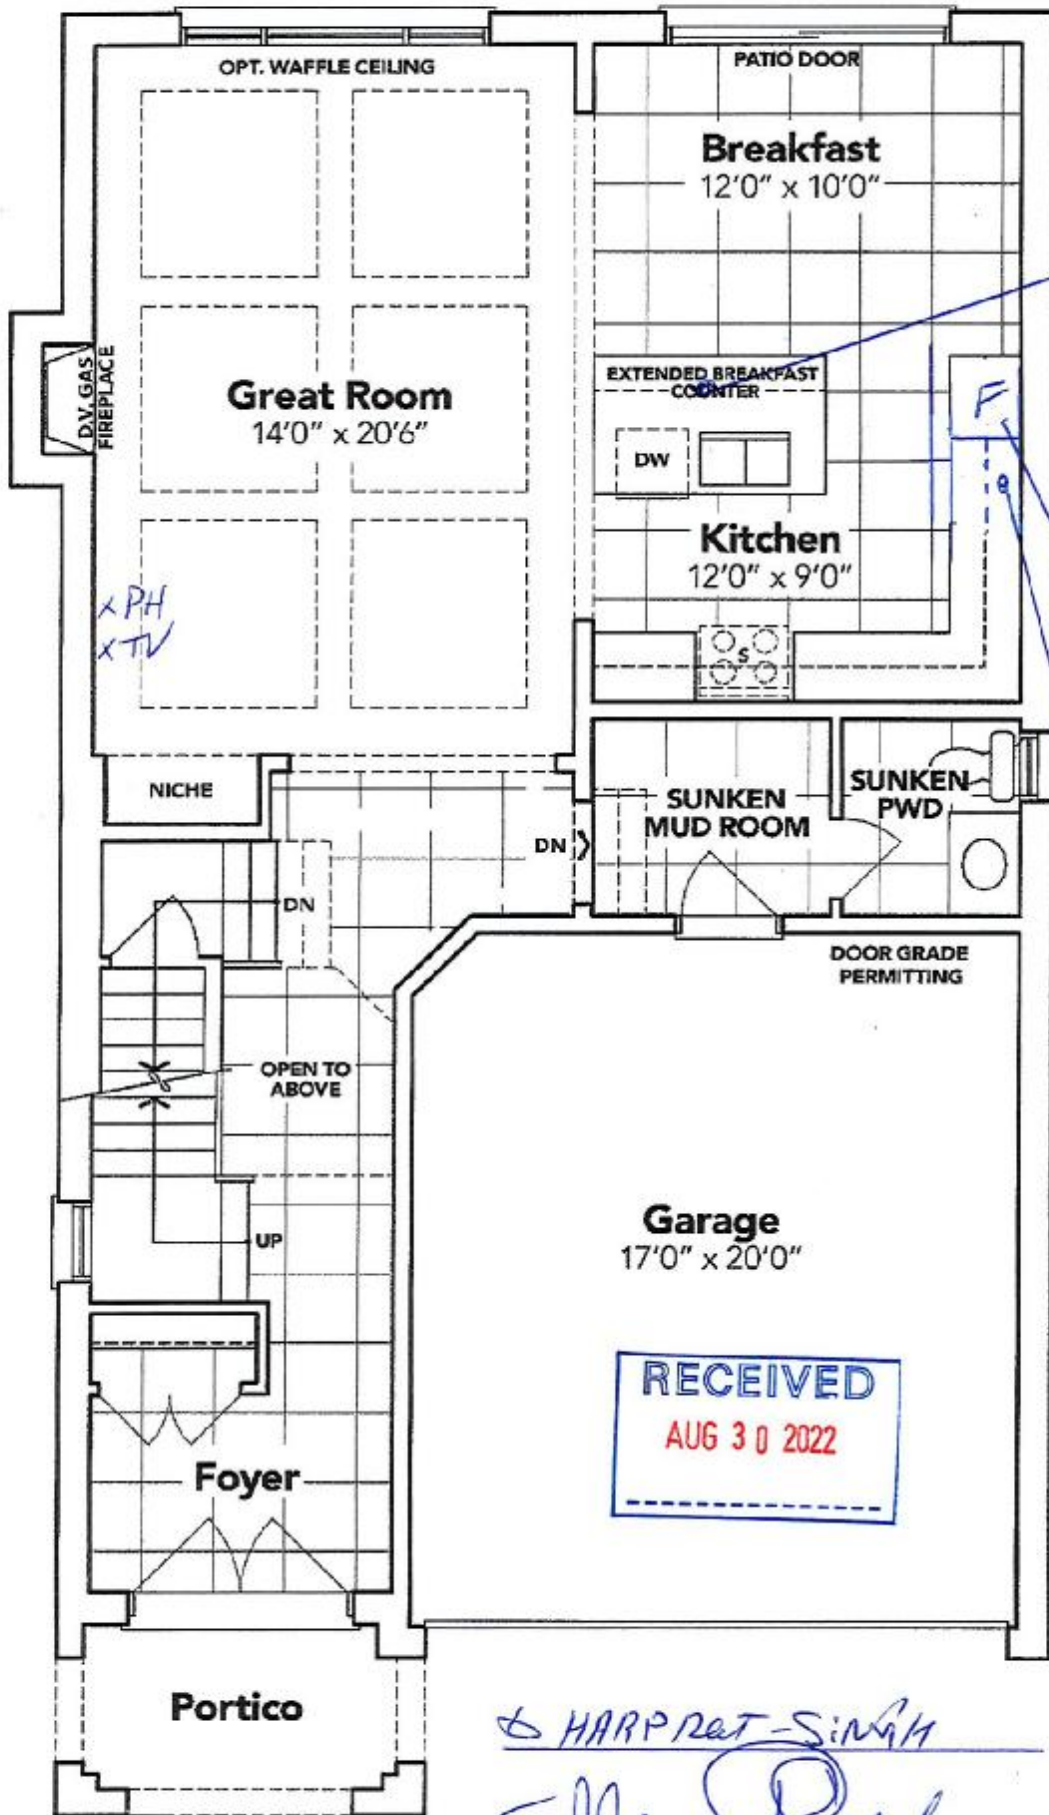 OPT. WAFFLE CEILING
PATIO DOOR
Breakfast
12'0" x 10'0"
D.V. GAS
FIREPLACE
Great Room
14'0" x 20'6"
EXTENDED BREAKFAST
COUNTER
F
DW
Kitchen
12'0" x 9'0"
x PH
x TV
S
NICHE
SUNKEN
MUD ROOM
SUNKEN
PWD
DN
DN
DOOR GRADE
PERMITTING
OPEN TO
ABOVE
UP
Garage
17'0" x 20'0"
RECEIVED
AUG 30 2022
Foyer
Portico
HARPREET-SINGH